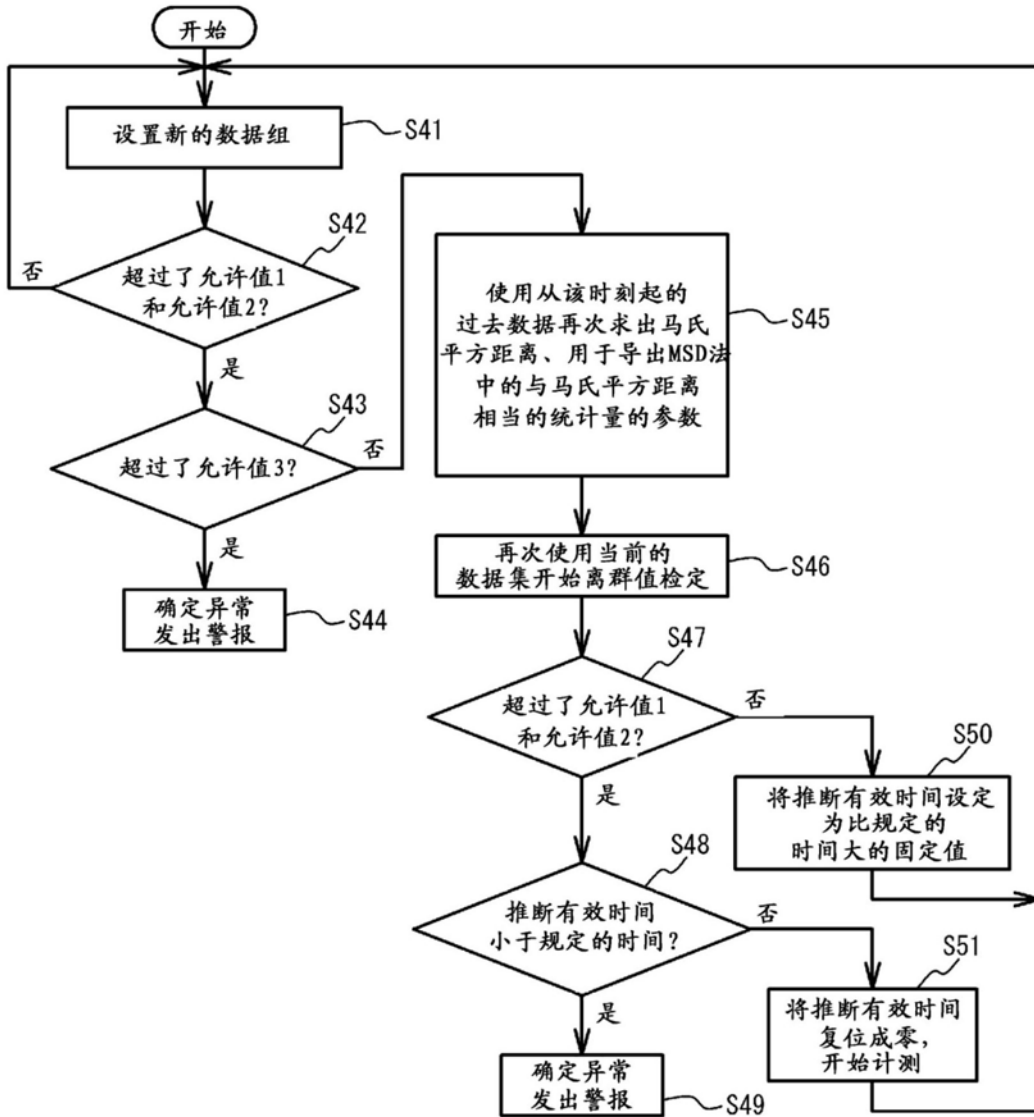 开始
设置新的数据组
S41
超过了允许值1
和允许值2?
S42
否
是
超过了允许值3?
S43
否
是
确定异常
发出警报
S44
使用从该时刻起的
过去数据再次求出马氏
平方距离、用于导出MSD法
中的与马氏平方距离
相当的统计量的参数
S45
再次使用当前的
数据集开始离群值检定
S46
超过了允许值1
和允许值2?
S47
否
是
将推断有效时间设定
为比规定的
时间大的固定值
S50
推断有效时间
小于规定的时间?
S48
否
是
将推断有效时间
复位成零,
开始计测
S51
确定异常
发出警报
S49